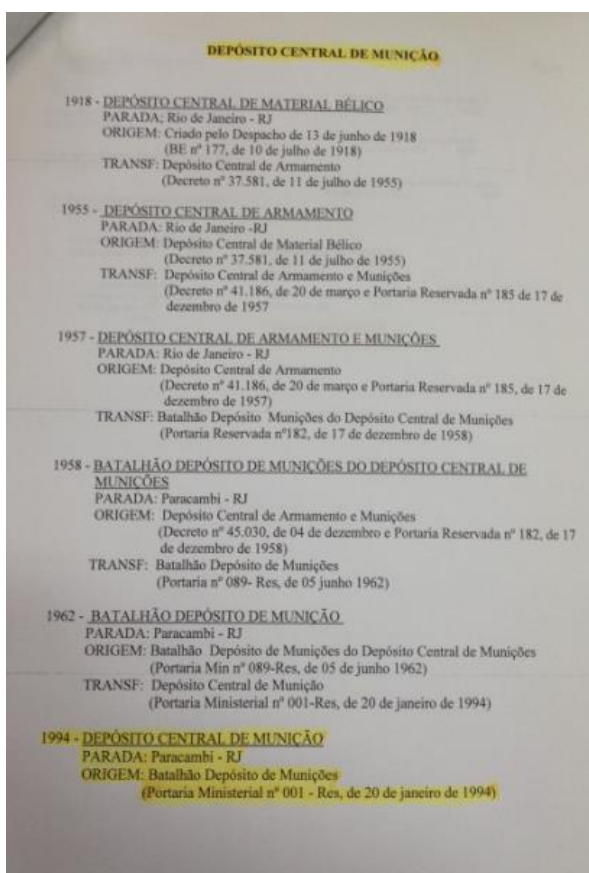 DEPÓSITO CENTRAL DE MUNIÇÃO
1918 - DEPÓSITO CENTRAL DE MATERIAL BÉLICO
PARADA; Rio de Janeiro - RJ
ORIGEM: Criado pelo Despacho de 13 de junho de 1918
(BE nº 177, de 10 de julho de 1918)
TRANSF: Depósito Central de Armamento
(Decreto nº 37.581, de 11 de julho de 1955)
1955 - DEPÓSITO CENTRAL DE ARMAMENTO
PARADA: Rio de Janeiro -RJ
ORIGEM: Depósito Central de Material Bélico
(Decreto nº 37.581, de 11 de julho de 1955)
TRANSF: Depósito Central de Armamento e Munições
(Decreto nº 41.186, de 20 de março e Portaria Reservada nº 185 de 17 de
dezembro de 1957
1957 - DEPÓSITO CENTRAL DE ARMAMENTO E MUNIÇÕES
PARADA: Rio de Janeiro - RJ
ORIGEM: Depósito Central de Armamento
(Decreto nº 41.186, de 20 de março e Portaria Reservada nº 185, de 17 de
dezembro de 1957)
TRANSF: Batalhão Depósito Munições do Depósito Central de Munições
(Portaria Reservada nº182, de 17 de dezembro de 1958)
1958 - BATALHÃO DEPÓSITO DE MUNIÇÕES DO DEPÓSITO CENTRAL DE
MUNIÇÕES
PARADA: Paracambi - RJ
ORIGEM: Depósito Central de Armamento e Munições
(Decreto nº 45.030, de 04 de dezembro e Portaria Reservada nº 182, de 17
de dezembro de 1958)
TRANSF: Batalhão Depósito de Munições
(Portaria nº 089- Res, de 05 junho 1962)
1962 - BATALHÃO DEPÓSITO DE MUNIÇÃO
PARADA: Paracambi - RJ
ORIGEM: Batalhão Depósito de Munições do Depósito Central de Munições
(Portaria Min nº 089-Res, de 05 de junho 1962)
TRANSF: Depósito Central de Munição
(Portaria Ministerial nº 001-Res, de 20 de janeiro de 1994)
1994 - DEPÓSITO CENTRAL DE MUNIÇÃO
PARADA: Paracambi - RJ
ORIGEM: Batalhão Depósito de Munições
(Portaria Ministerial nº 001 - Res, de 20 de janeiro de 1994)